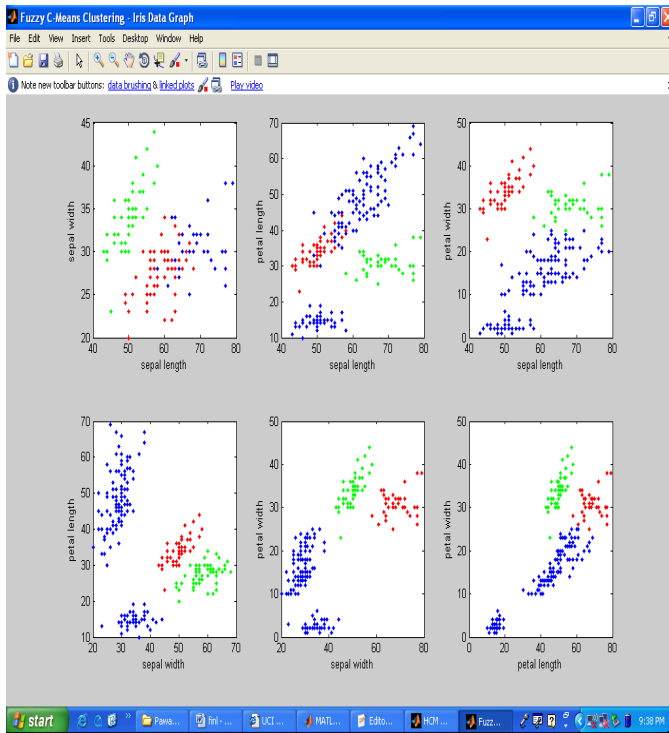 Fuzzy C-Means Clustering - Iris Data Graph
File Edit View Insert Tools Desktop Window Help
Note new toolbar buttons: data brushing & linked plots Play video
45
40
35
30
25
20
sepal width
40 50 60 70 80
sepal length
70
60
50
40
30
20
10
petal length
40 50 60 70 80
sepal length
50
40
30
20
10
0
petal width
40 50 60 70 80
sepal length
70
60
50
40
30
20
10
petal length
20 30 40 50 60 70
sepal width
50
40
30
20
10
0
petal width
20 40 60 80
sepal width
50
40
30
20
10
0
petal width
0 20 40 60 80
petal length
start Pawa... finl - ... UCI ... MATL... Edito... HCM ... Fuzz... 9:38 PM